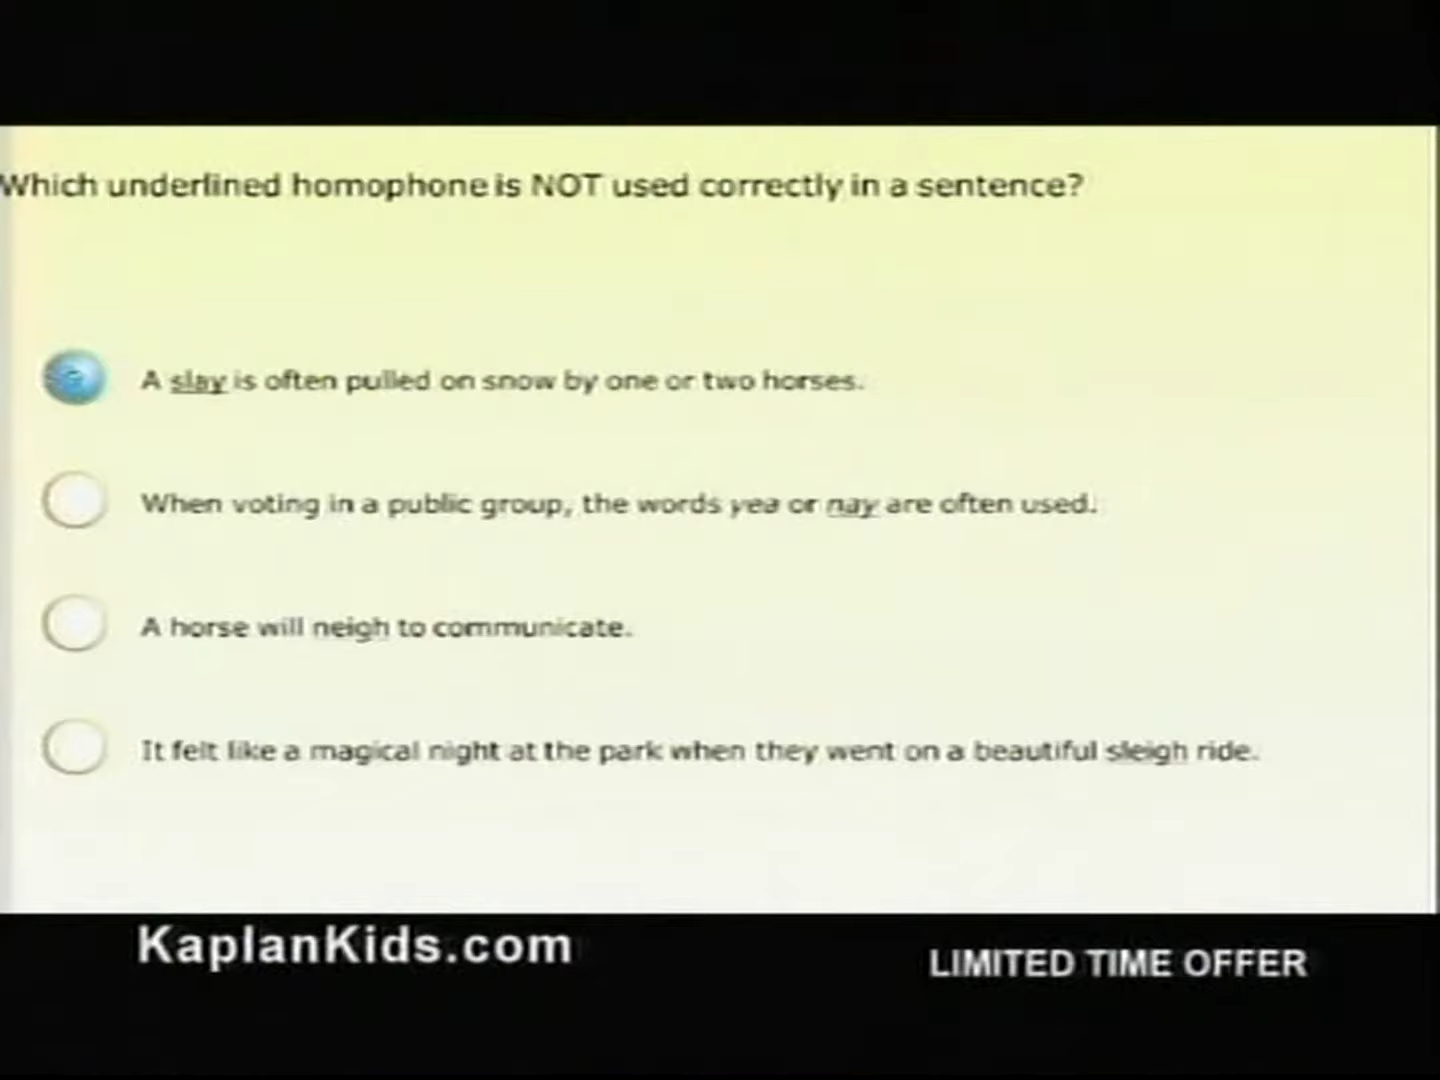 Which underlined homophone is NOT used correctly in a sentence?
A slay is often pulled on snow by one or two horses.
When voting in a public group, the words yea or nay are often used.
A horse will neigh to communicate.
It felt like a magical night at the park when they went on a beautiful sleigh ride.
KaplanKids.com
LIMITED TIME OFFER